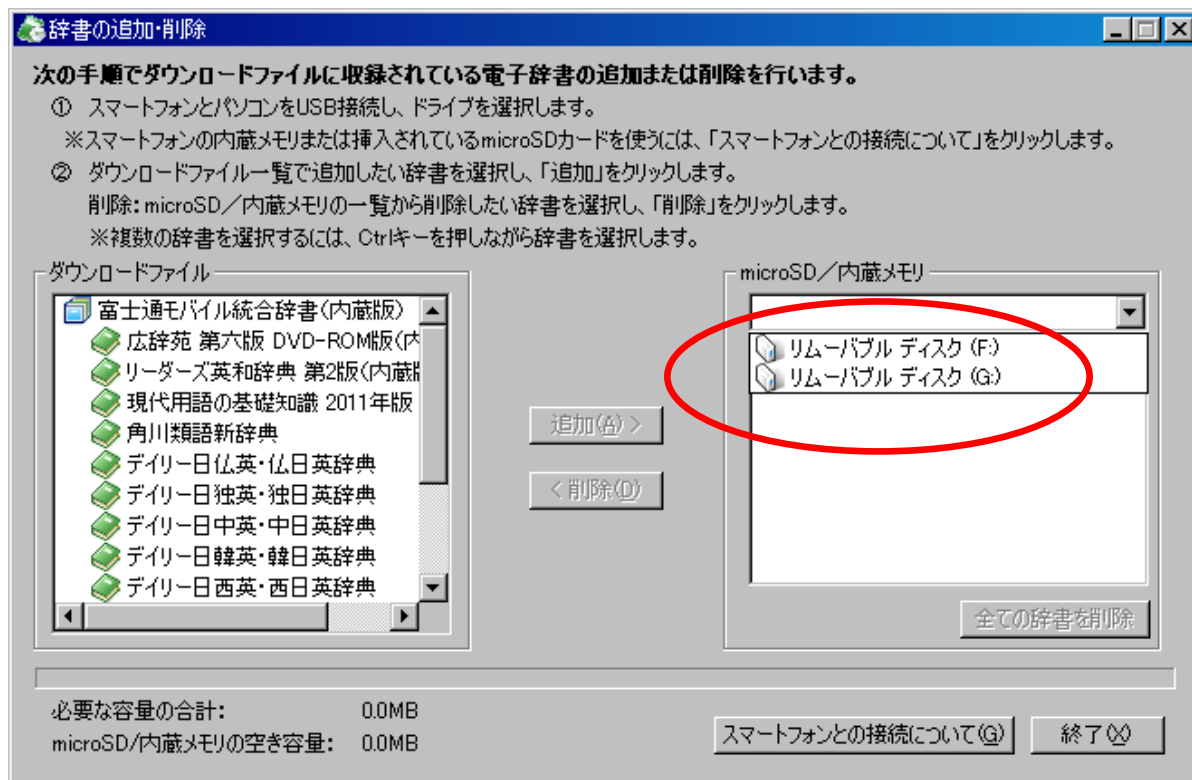 辞書の追加・削除
次の手順でダウンロードファイルに収録されている電子辞書の追加または削除を行います。
① スマートフォンとパソコンをUSB接続し、ドライブを選択します。
※スマートフォンの内蔵メモリまたは挿入されているmicroSDカードを使うには、「スマートフォンとの接続について」をクリックします。
② ダウンロードファイル一覧で追加したい辞書を選択し、「追加」をクリックします。
削除：microSD／内蔵メモリの一覧から削除したい辞書を選択し、「削除」をクリックします。
※複数の辞書を選択するには、Ctrlキーを押しながら辞書を選択します。
ダウンロードファイル
富士通モバイル統合辞書（内蔵版）
広辞苑 第六版 DVD-ROM版（内
リーダーズ英和辞典 第2版（内蔵版
現代用語の基礎知識 2011年版
角川類語新辞典
デイリー日仏英・仏日英辞典
デイリー日独英・独日英辞典
デイリー日中英・中日英辞典
デイリー日韓英・韓日英辞典
デイリー日西英・西日英辞典
追加(A) >
< 削除(D)
microSD／内蔵メモリ
リムーバブル ディスク (F:)
リムーバブル ディスク (G:)
全ての辞書を削除
必要な容量の合計： 0.0MB
microSD/内蔵メモリの空き容量： 0.0MB
スマートフォンとの接続について(G)
終了(X)